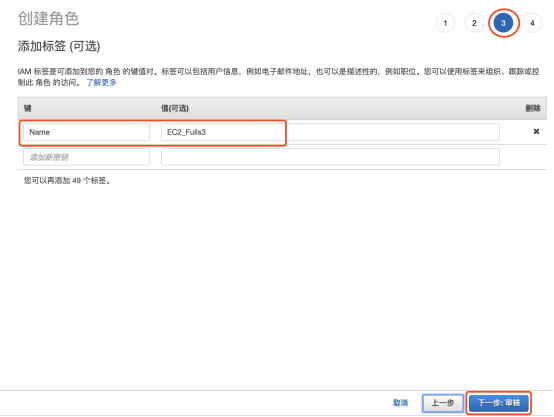 创建角色
1 2 3 4
添加标签 (可选)
IAM 标签是可添加到您的 角色 的键值对。标签可以包括用户信息，例如电子邮件地址，也可以是描述性的，例如职位。您可以使用标签来组织、跟踪或控
制此 角色 的访问。 了解更多
键 值(可选) 删除
Name EC2_Fulls3 ×
添加新密钥
您可以再添加 49 个标签。
取消 上一步 下一步: 审核